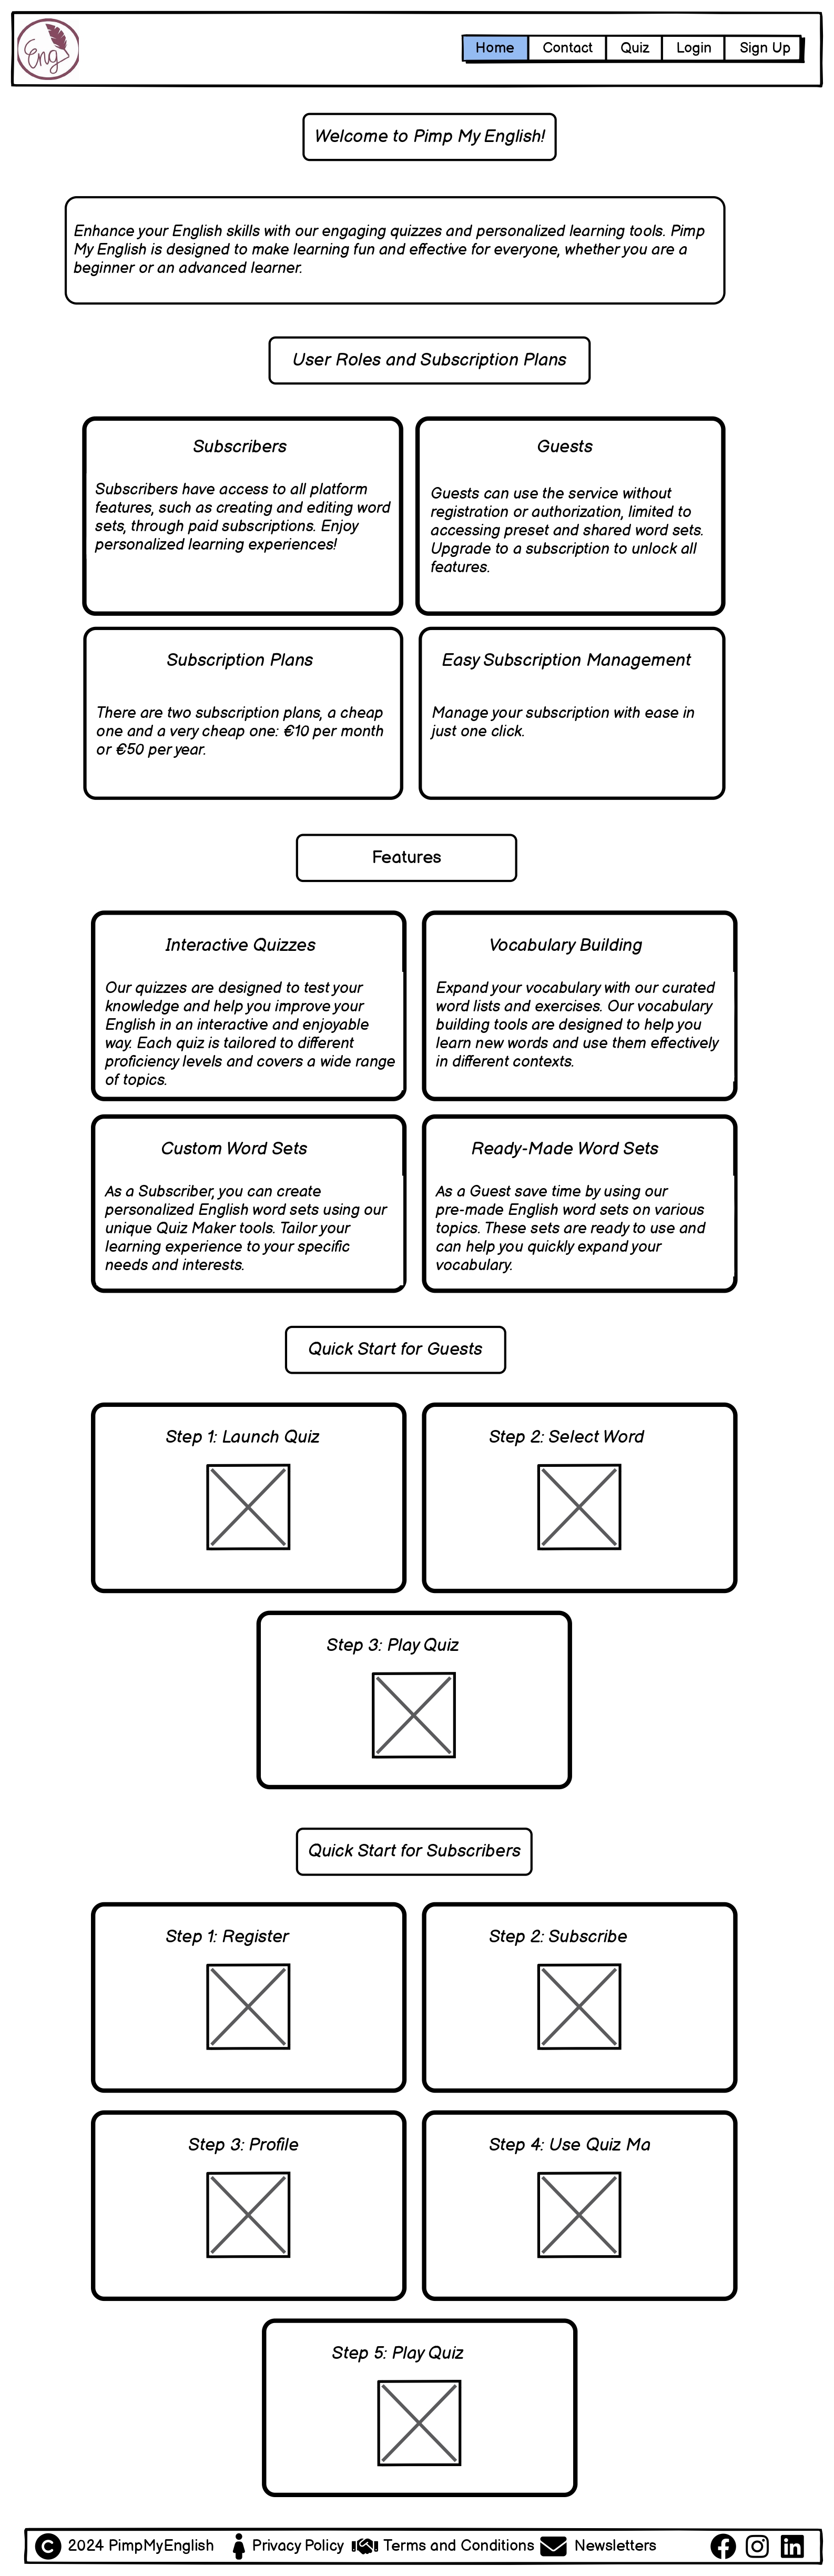 Eng
Home Contact Quiz Login Sign Up
Welcome to Pimp My English!
Enhance your English skills with our engaging quizzes and personalized learning tools. Pimp
My English is designed to make learning fun and effective for everyone, whether you are a
beginner or an advanced learner.
User Roles and Subscription Plans
Subscribers
Subscribers have access to all platform
features, such as creating and editing word
sets, through paid subscriptions. Enjoy
personalized learning experiences!
Guests
Guests can use the service without
registration or authorization, limited to
accessing preset and shared word sets.
Upgrade to a subscription to unlock all
features.
Subscription Plans
There are two subscription plans, a cheap
one and a very cheap one: €10 per month
or €50 per year.
Easy Subscription Management
Manage your subscription with ease in
just one click.
Features
Interactive Quizzes
Our quizzes are designed to test your
knowledge and help you improve your
English in an interactive and enjoyable
way. Each quiz is tailored to different
proficiency levels and covers a wide range
of topics.
Vocabulary Building
Expand your vocabulary with our curated
word lists and exercises. Our vocabulary
building tools are designed to help you
learn new words and use them effectively
in different contexts.
Custom Word Sets
As a Subscriber, you can create
personalized English word sets using our
unique Quiz Maker tools. Tailor your
learning experience to your specific
needs and interests.
Ready-Made Word Sets
As a Guest save time by using our
pre-made English word sets on various
topics. These sets are ready to use and
can help you quickly expand your
vocabulary.
Quick Start for Guests
Step 1: Launch Quiz
Step 2: Select Word
Step 3: Play Quiz
Quick Start for Subscribers
Step 1: Register
Step 2: Subscribe
Step 3: Profile
Step 4: Use Quiz Ma
Step 5: Play Quiz
© 2024 PimpMyEnglish Privacy Policy Terms and Conditions Newsletters